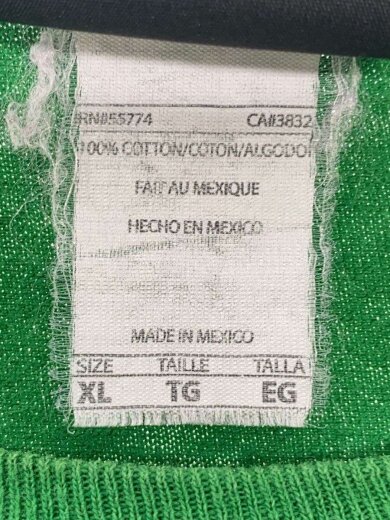 RN#55774 CA#3832
100% COTTON/COTON/ALGODO
FAIT AU MEXIQUE
HECHO EN MEXICO
MADE IN MEXICO
SIZE TAILLE TALLA
XL TG EG